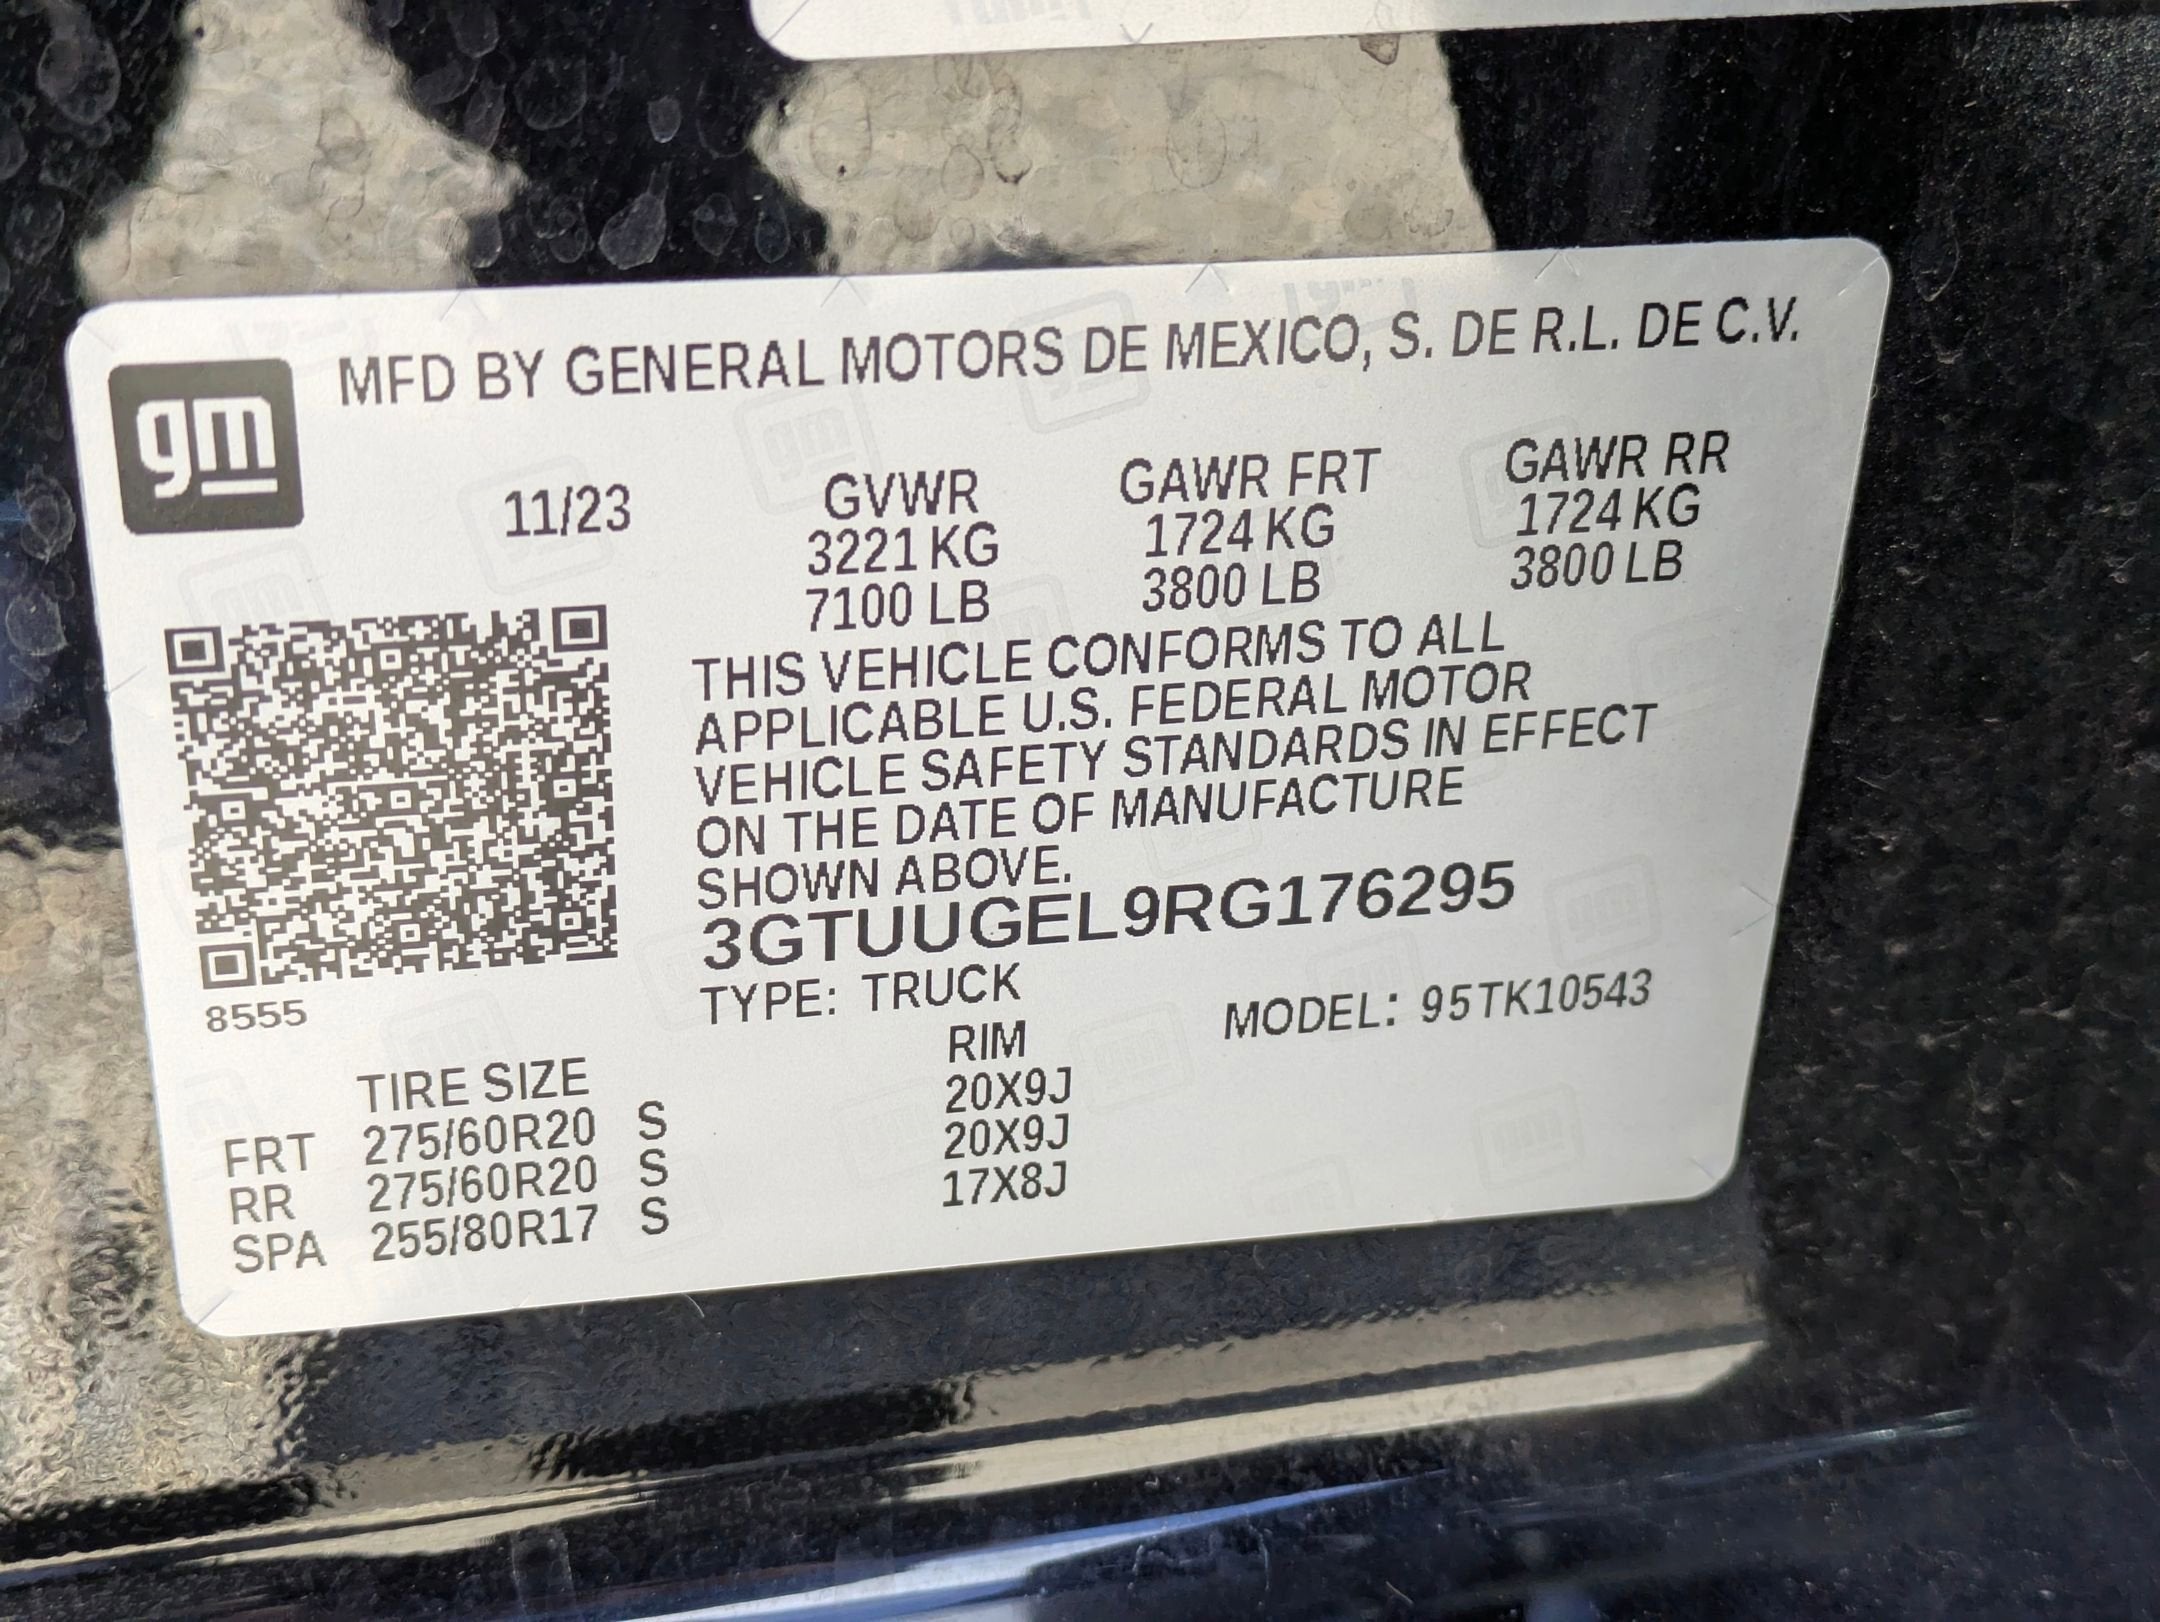 gm
MFD BY GENERAL MOTORS DE MEXICO, S. DE R.L. DE C.V.
11/23 GVWR GAWR FRT GAWR RR
3221 KG 1724 KG 1724 KG
7100 LB 3800 LB 3800 LB
THIS VEHICLE CONFORMS TO ALL
APPLICABLE U.S. FEDERAL MOTOR
VEHICLE SAFETY STANDARDS IN EFFECT
ON THE DATE OF MANUFACTURE
SHOWN ABOVE.
3GTUUGEL9RG176295
8555
TYPE: TRUCK MODEL: 95TK10543
TIRE SIZE RIM
FRT 275/60R20 S 20X9J
RR 275/60R20 S 20X9J
SPA 255/80R17 S 17X8J